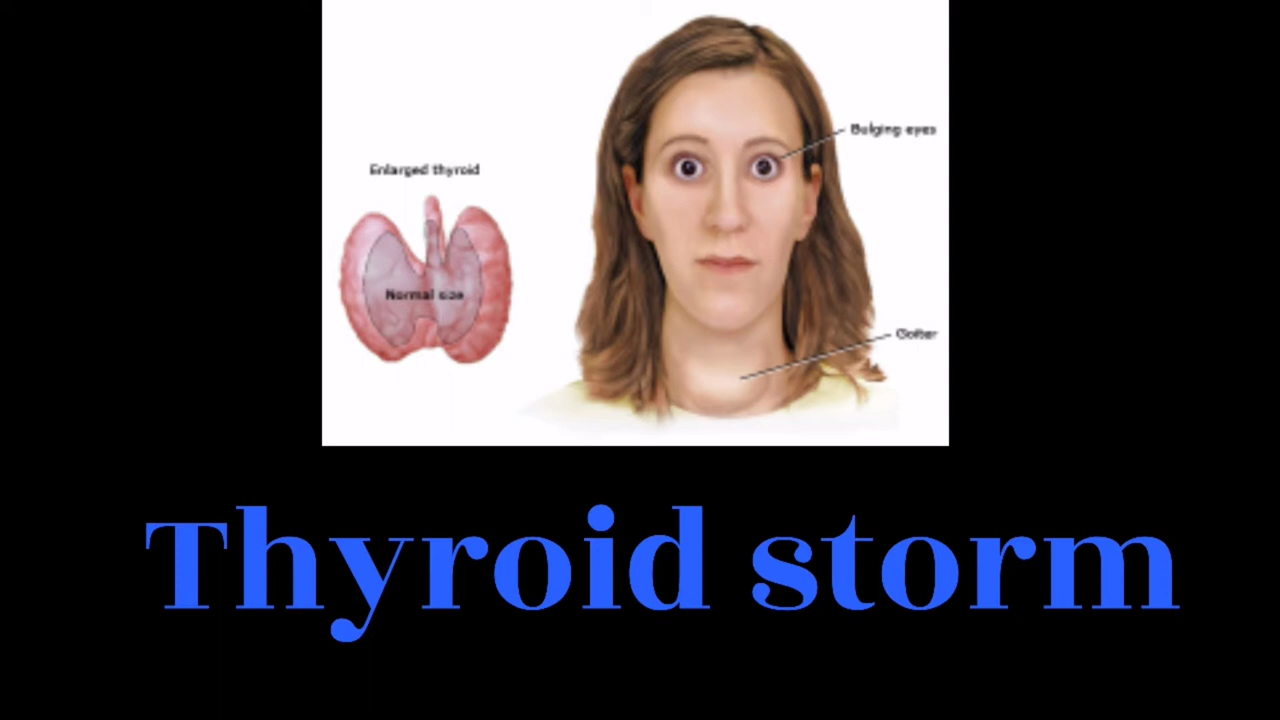 Bulging eyes
Enlarged thyroid
Normal size
Goiter
Thyroid storm